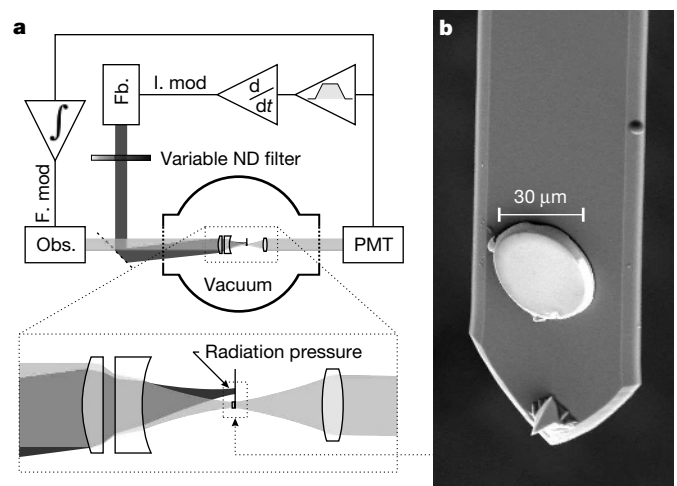 a
b
Fb.
I. mod
d
dt
∫
F. mod
Variable ND filter
30 μm
Obs.
PMT
Vacuum
Radiation pressure